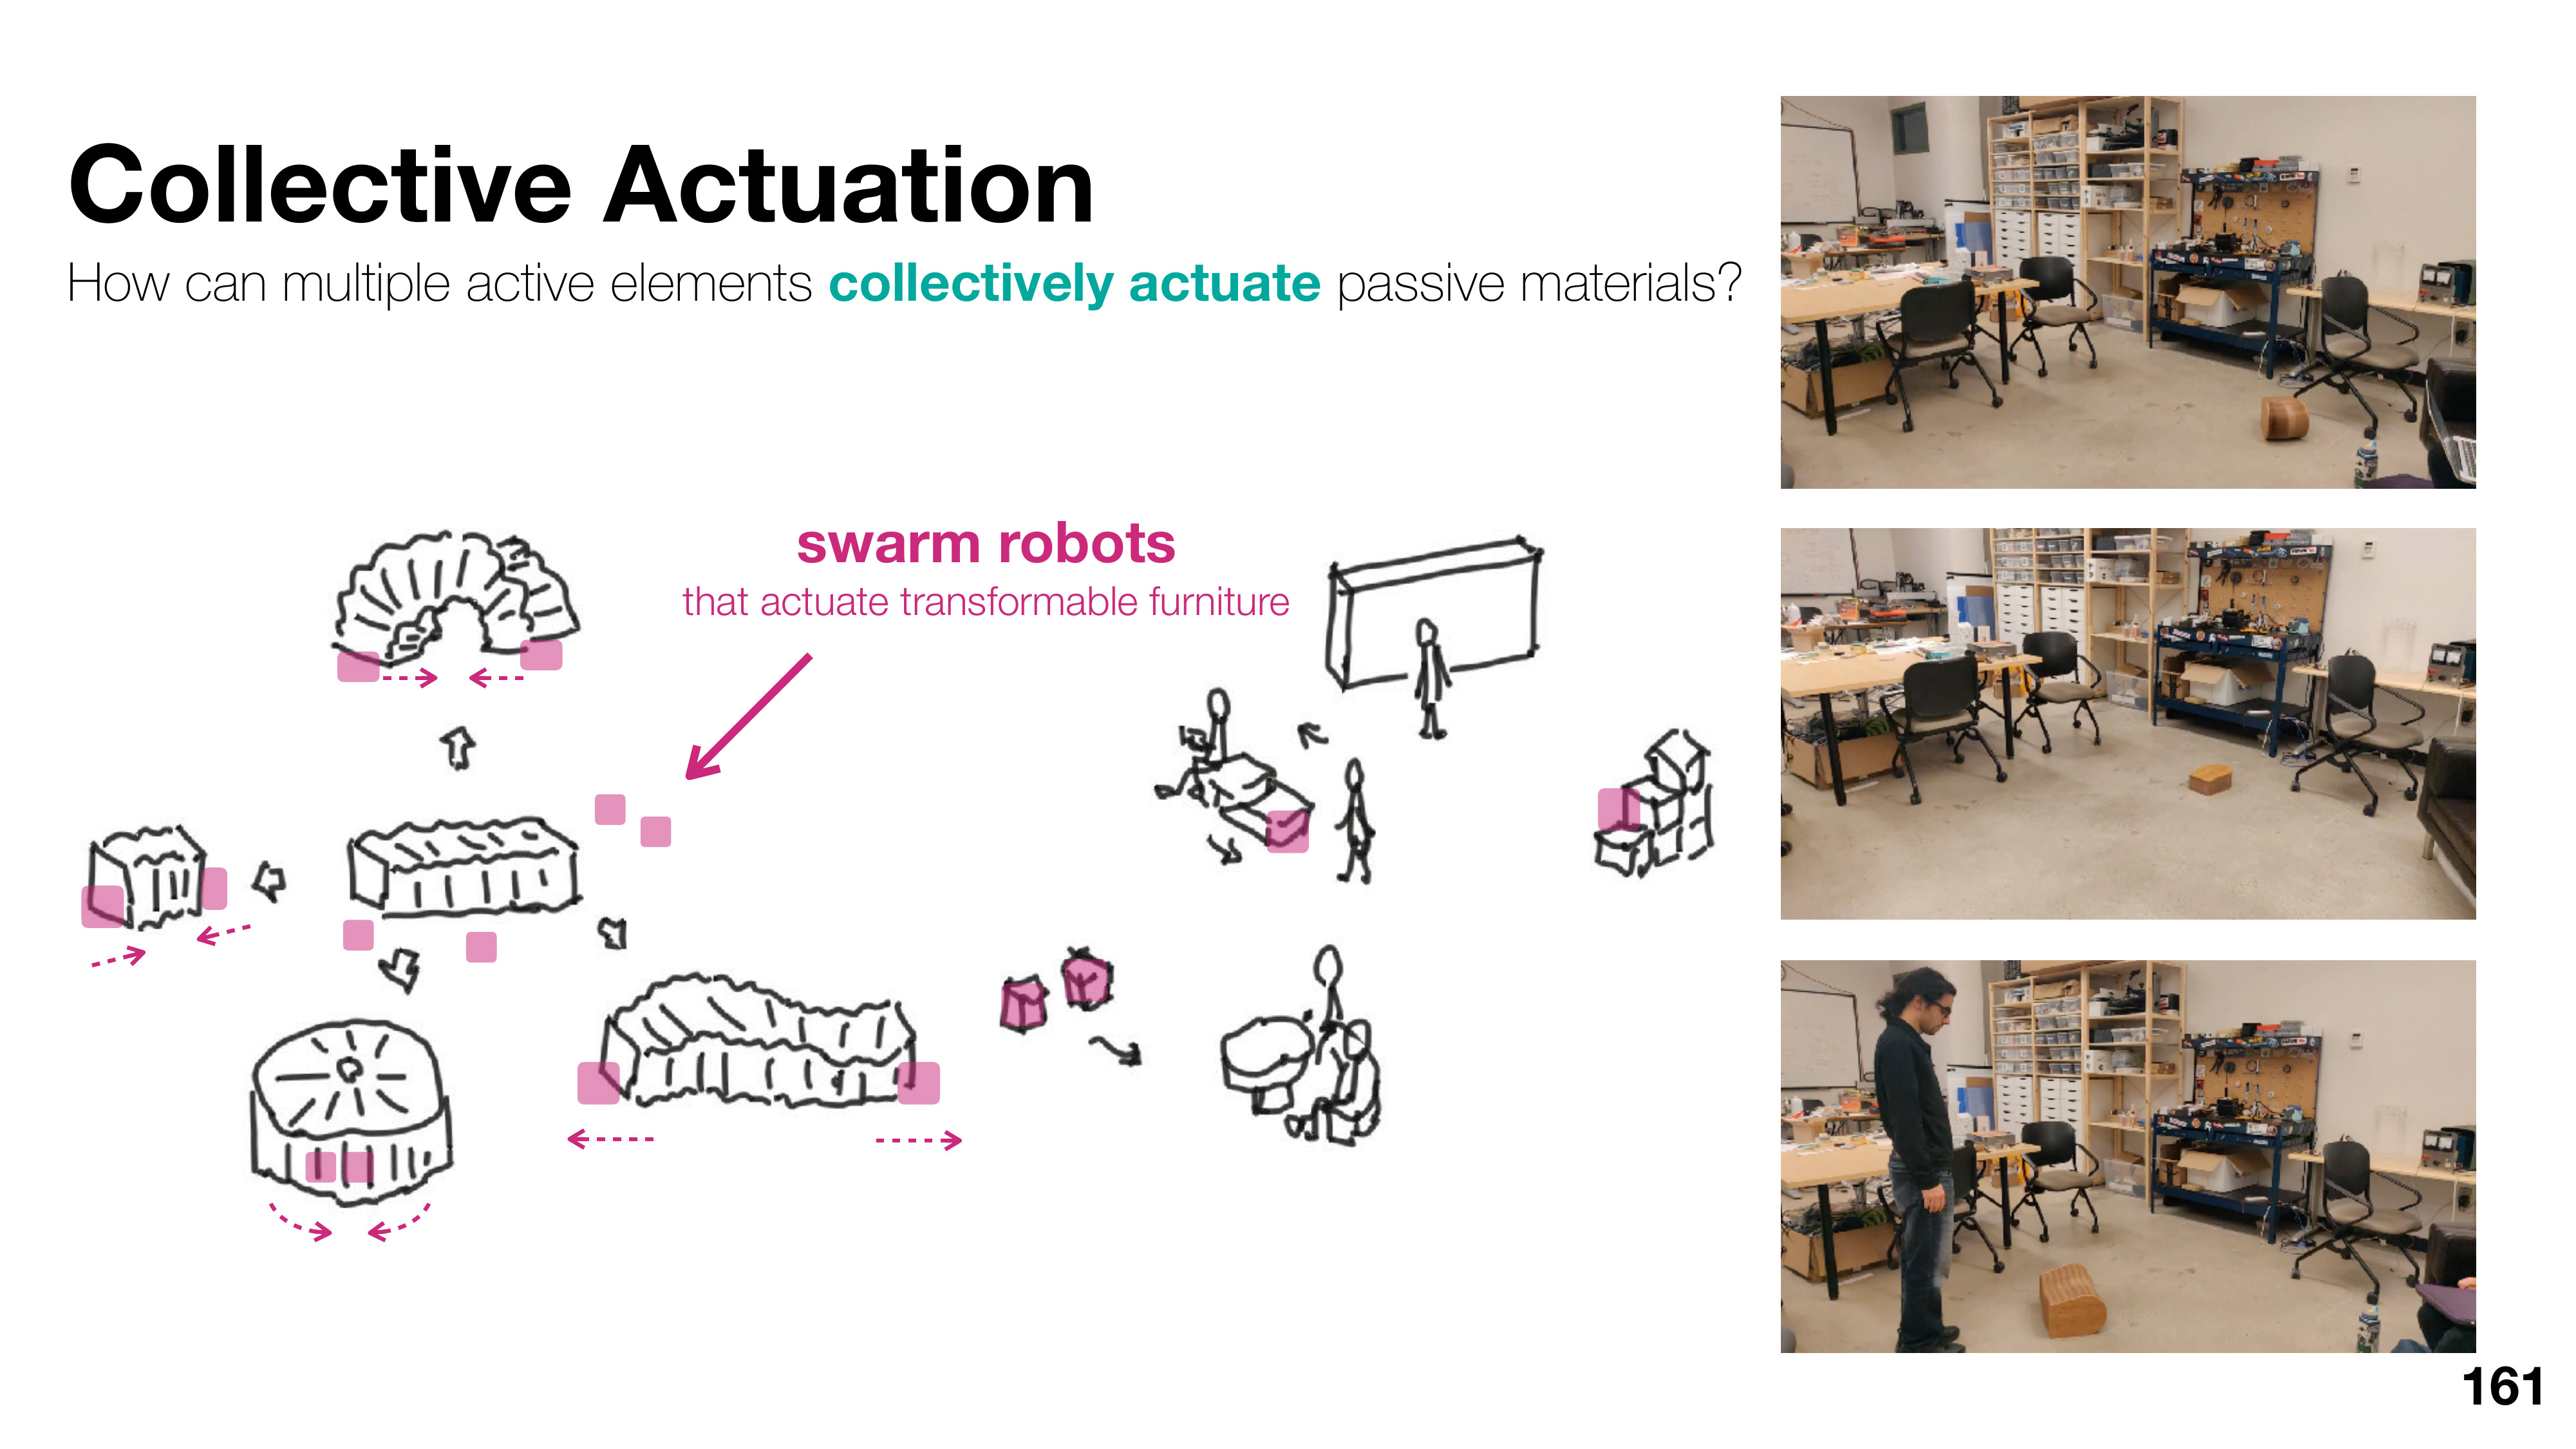 Collective Actuation
How can multiple active elements collectively actuate passive materials?
swarm robots
that actuate transformable furniture
161